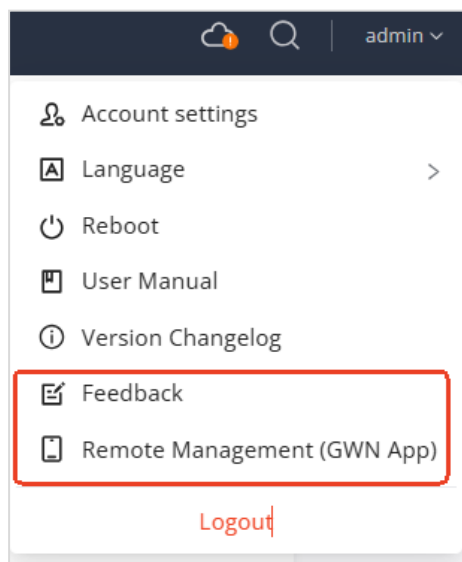 admin
Account settings
Language
Reboot
User Manual
Version Changelog
Feedback
Remote Management (GWN App)
Logout